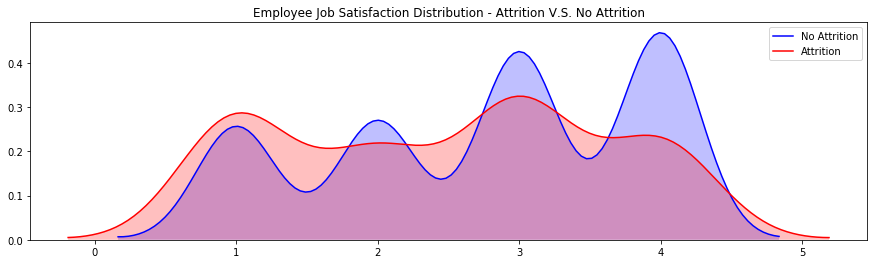 Employee Job Satisfaction Distribution - Attrition V.S. No Attrition
No Attrition
Attrition
0.4
0.3
0.2
0.1
0.0
0 1 2 3 4 5